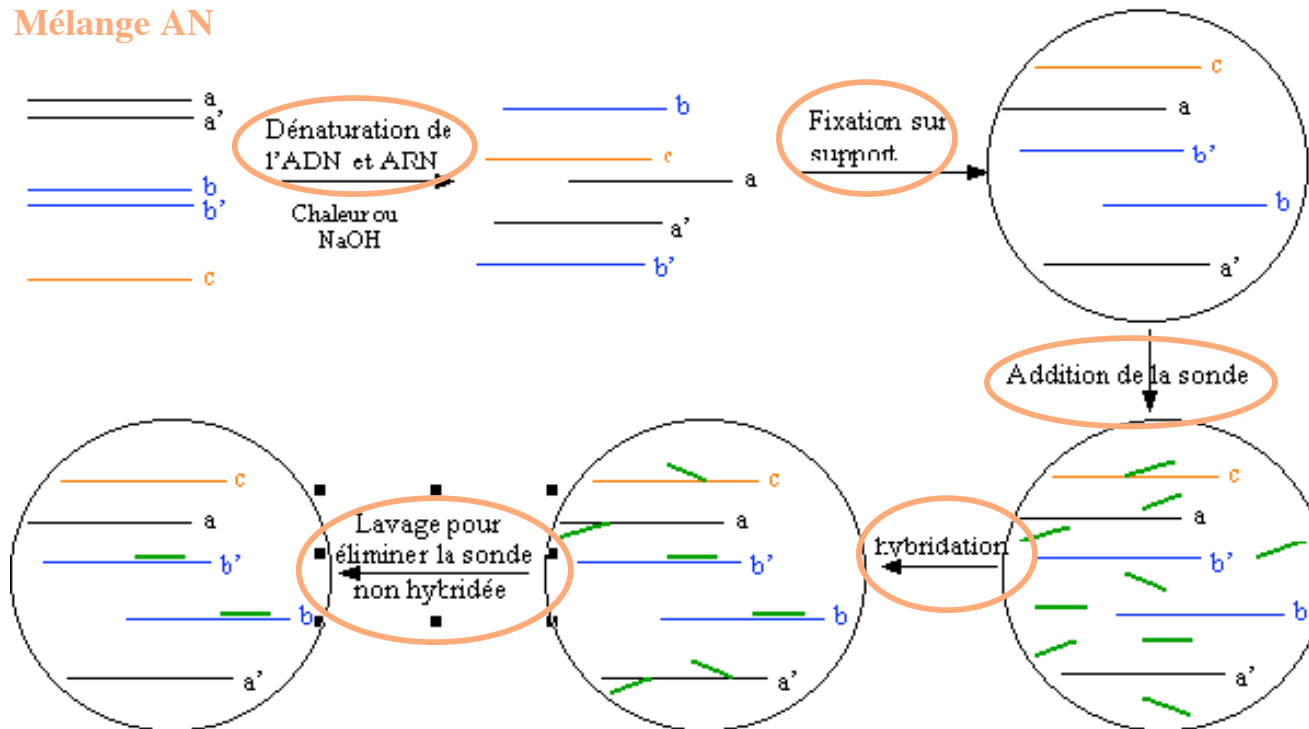 Mélange AN
a
a'
b
b'
c
Dénaturation de
l'ADN et ARN
Chaleur ou
NaOH
b
c
a
a'
b'
Fixation sur
support
c
a
b'
b
a'
Addition de la sonde
c
a
b'
b
a'
hybridation
c
a
b'
b
a'
Lavage pour
éliminer la sonde
non hybridée
c
a
b'
b
a'